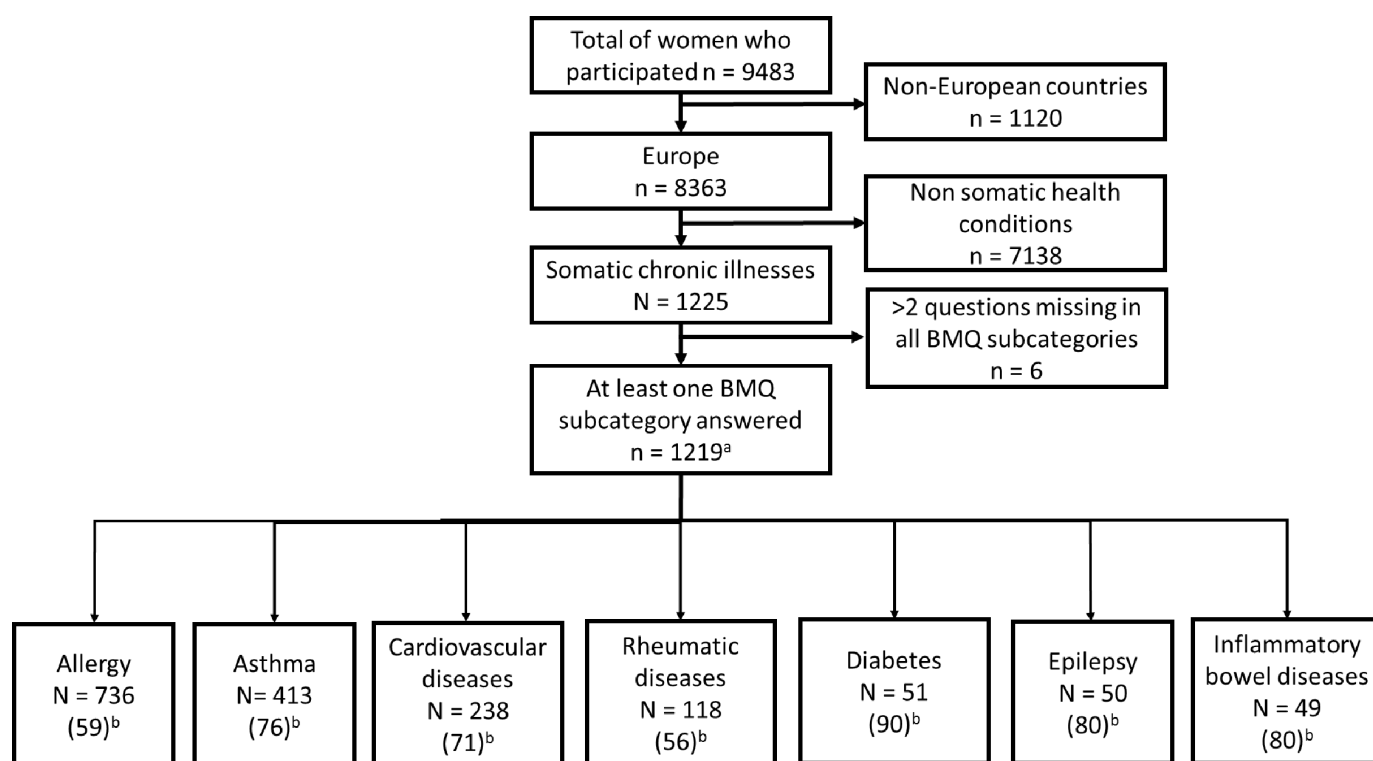 Total of women who
participated n = 9483
Non-European countries
n = 1120
Europe
n = 8363
Non somatic health
conditions
n = 7138
Somatic chronic illnesses
N = 1225
>2 questions missing in
all BMQ subcategories
n = 6
At least one BMQ
subcategory answered
n = 1219ᵃ
Allergy
N = 736
(59)ᵇ
Asthma
N= 413
(76)ᵇ
Cardiovascular
diseases
N = 238
(71)ᵇ
Rheumatic
diseases
N = 118
(56)ᵇ
Diabetes
N = 51
(90)ᵇ
Epilepsy
N = 50
(80)ᵇ
Inflammatory
bowel diseases
N = 49
(80)ᵇ